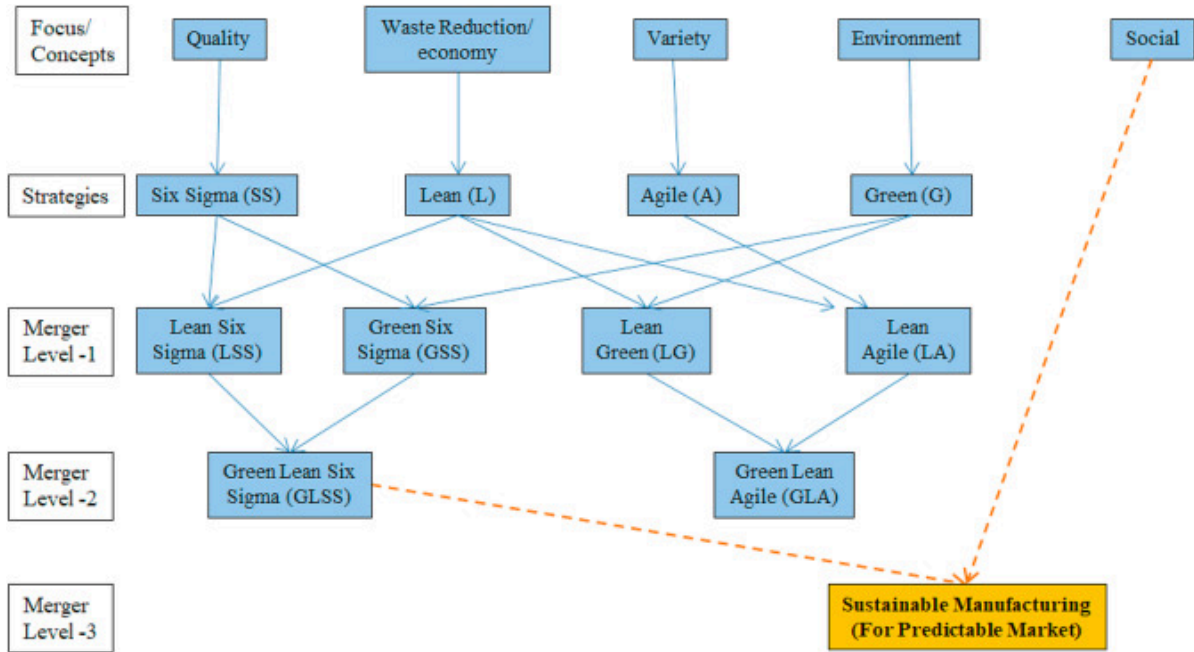 Focus/
Concepts
Quality
Waste Reduction/
economy
Variety
Environment
Social
Strategies
Six Sigma (SS)
Lean (L)
Agile (A)
Green (G)
Merger
Level -1
Lean Six
Sigma (LSS)
Green Six
Sigma (GSS)
Lean
Green (LG)
Lean
Agile (LA)
Merger
Level -2
Green Lean Six
Sigma (GLSS)
Green Lean
Agile (GLA)
Merger
Level -3
Sustainable Manufacturing
(For Predictable Market)